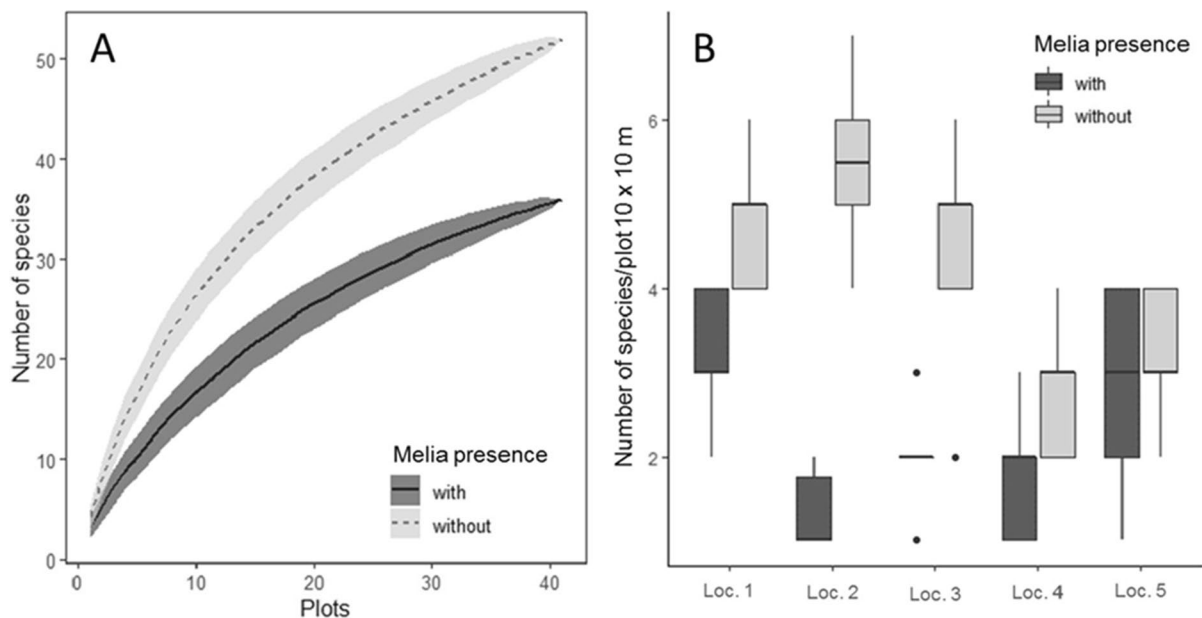 A
Number of species
50
40
30
20
10
0
Melia presence
with
without
0 10 20 30 40
Plots
B
Number of species/plot 10 x 10 m
6
4
2
Melia presence
with
without
Loc. 1 Loc. 2 Loc. 3 Loc. 4 Loc. 5